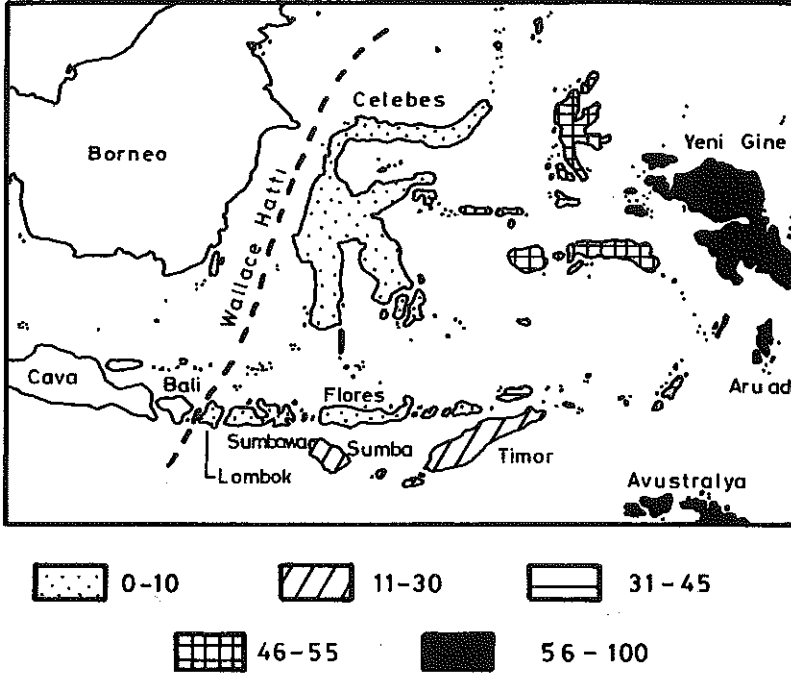 Celebes
Yeni Gine
Borneo
Wallace Hatti
Cava
Bali
Flores
Aru ad
Sumbawa
Sumba
Timor
Lombok
Avustralya
0-10
11-30
31-45
46-55
56-100